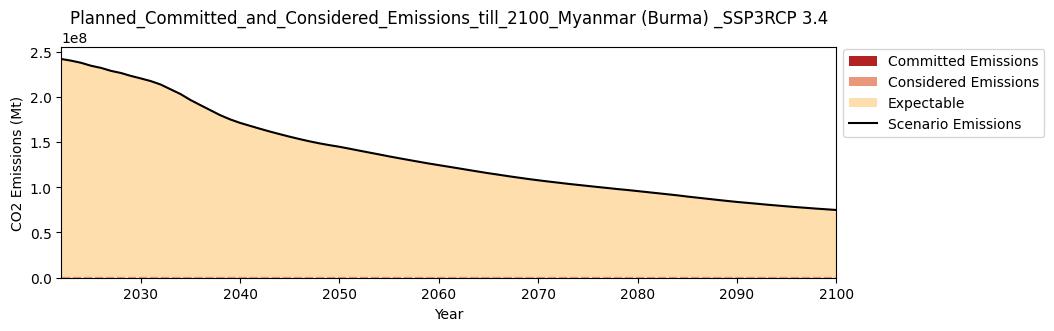 Planned_Committed_and_Considered_Emissions_till_2100_Myanmar (Burma) _SSP3RCP 3.4
1e8
2.5
2.0
1.5
1.0
0.5
0.0
CO2 Emissions (Mt)
2030 2040 2050 2060 2070 2080 2090 2100
Year
Committed Emissions
Considered Emissions
Expectable
Scenario Emissions